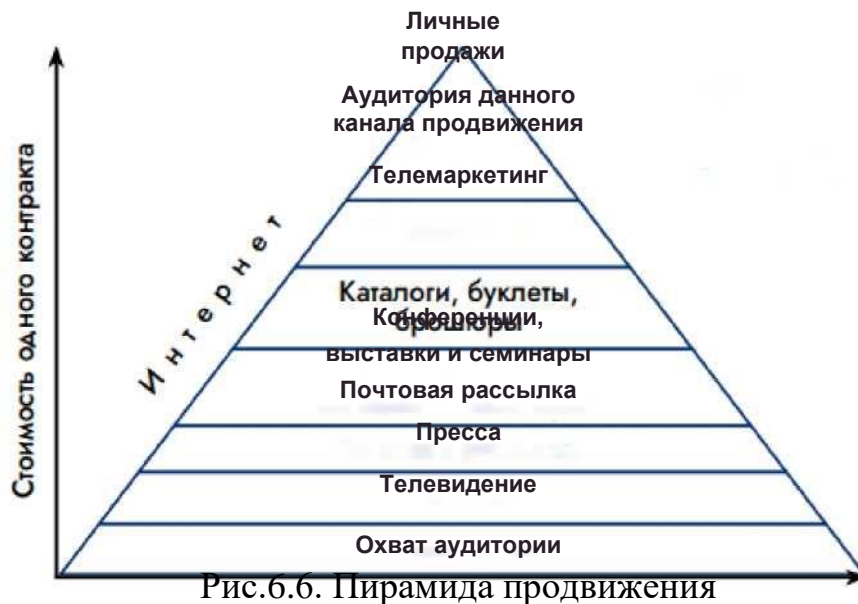 Личные
продажи
Аудитория данного
канала продвижения
Телемаркетинг
Стоимость одного контракта
Интернет
Каталоги, буклеты,
брошюры
Конференции,
выставки и семинары
Почтовая рассылка
Пресса
Телевидение
Охват аудитории
Рис.6.6. Пирамида продвижения